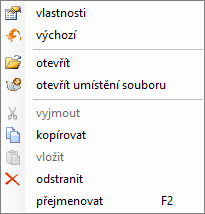 vlastnosti
výchozí
otevřít
otevřít umístění souboru
vyjmout
kopírovat
vložit
odstranit
přejmenovat F2